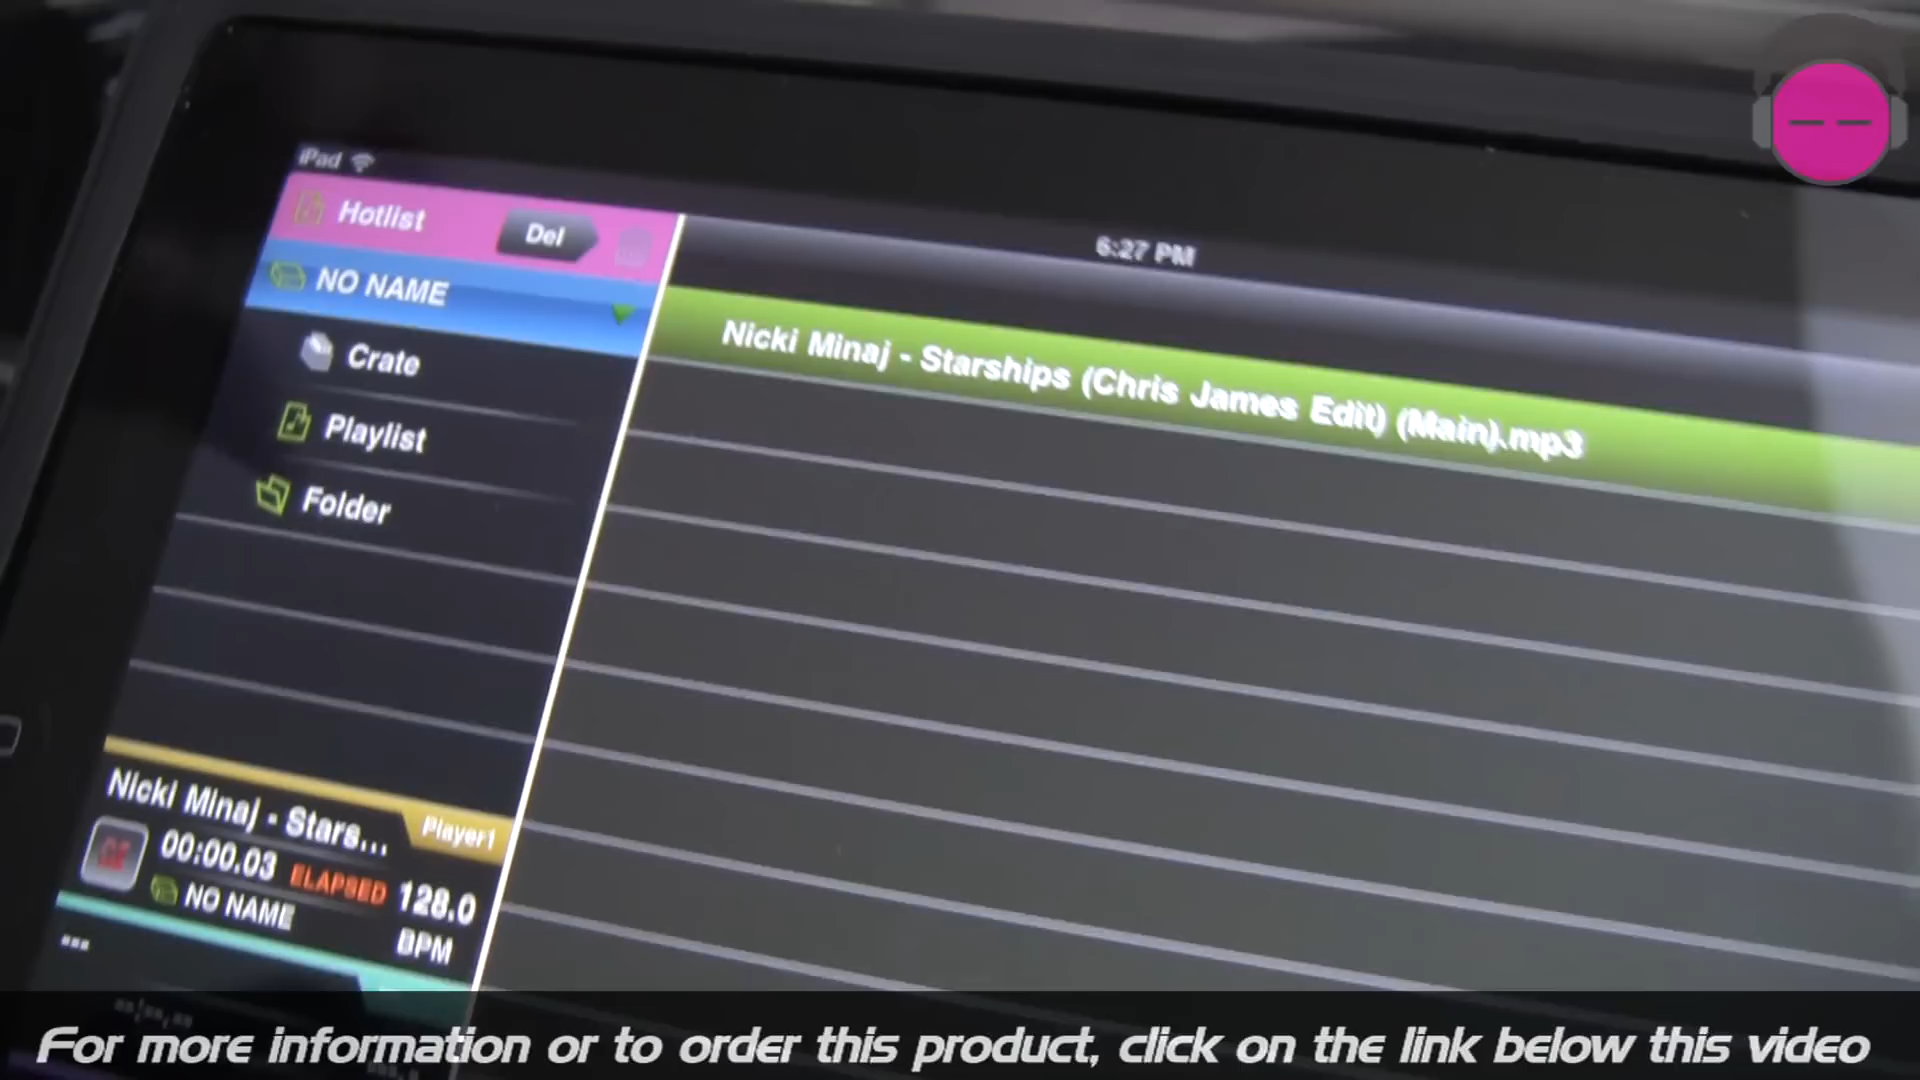 iPad
Hotlist
Del
6:27 PM
NO NAME
Nicki Minaj - Starships (Chris James Edit) (Main).mp3
Crate
Playlist
Folder
Nicki Minaj - Stars...
Player1
00:00.03 ELAPSED 128.0
NO NAME
BPM
---
For more information or to order this product, click on the link below this video